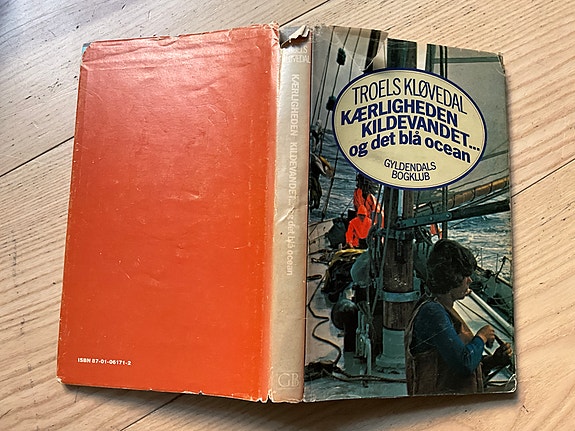 TROELS KLØVEDAL
KÆRLIGHEDEN
KILDEVANDET...
og det blå ocean
GYLDENDALS
BOGKLUB
TROELS
KLØVEDAL
KÆRLIGHEDEN KILDEVANDET... og det blå ocean
GB
ISBN 87-01-06171-2